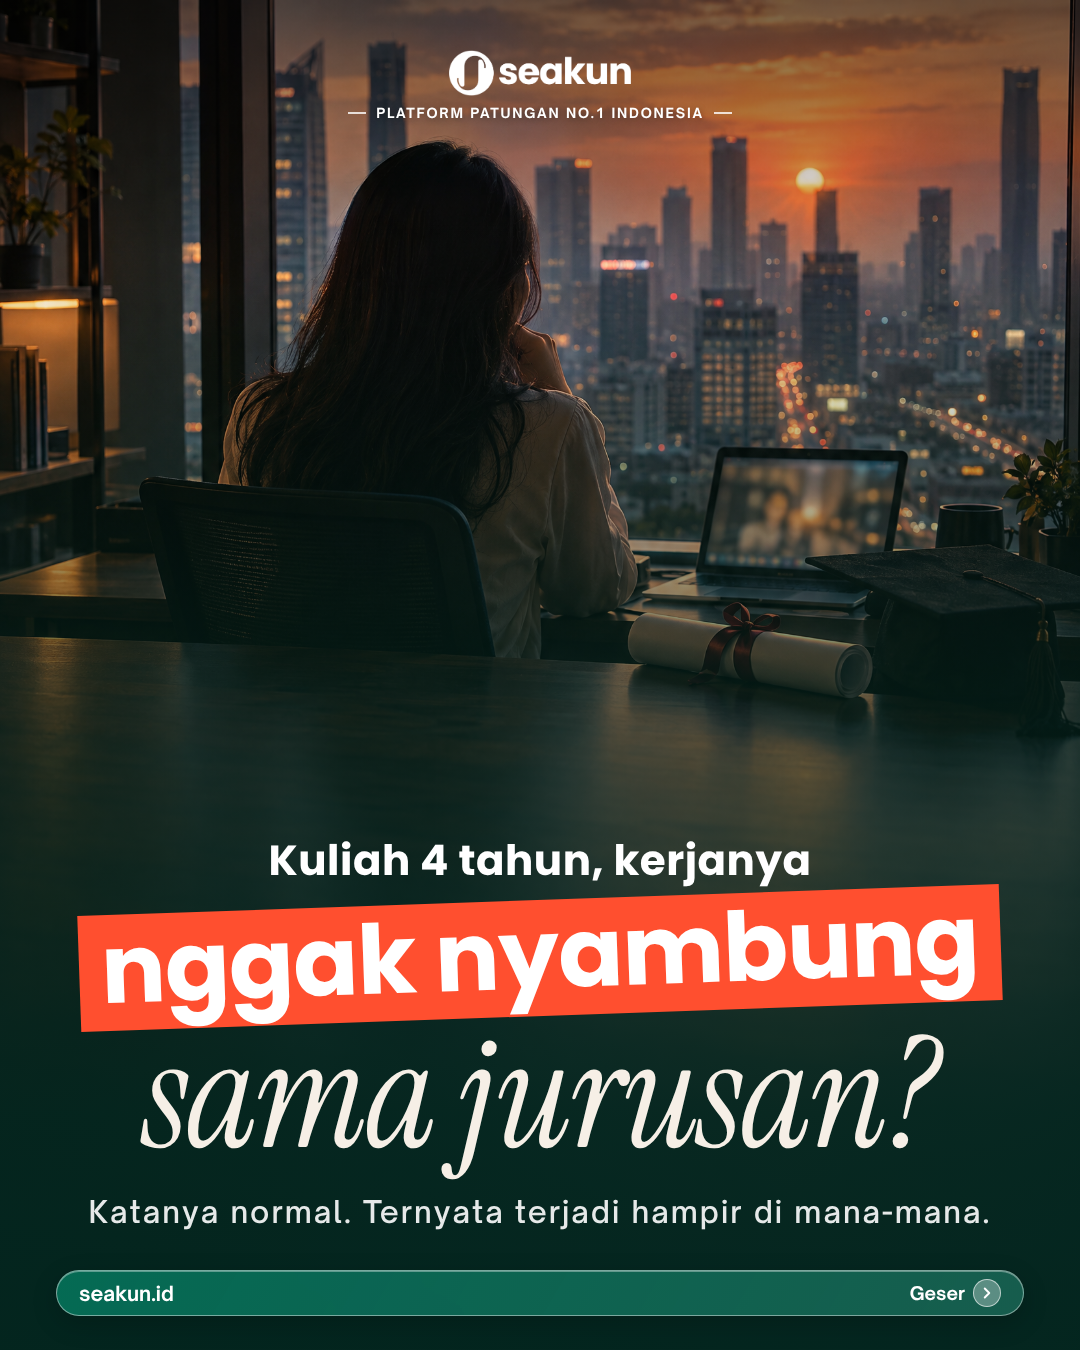 seakun
PLATFORM PATUNGAN NO.1 INDONESIA
Kuliah 4 tahun, kerjanya
nggak nyambung
sama jurusan?
Katanya normal. Ternyata terjadi hampir di mana-mana.
seakun.id
Geser